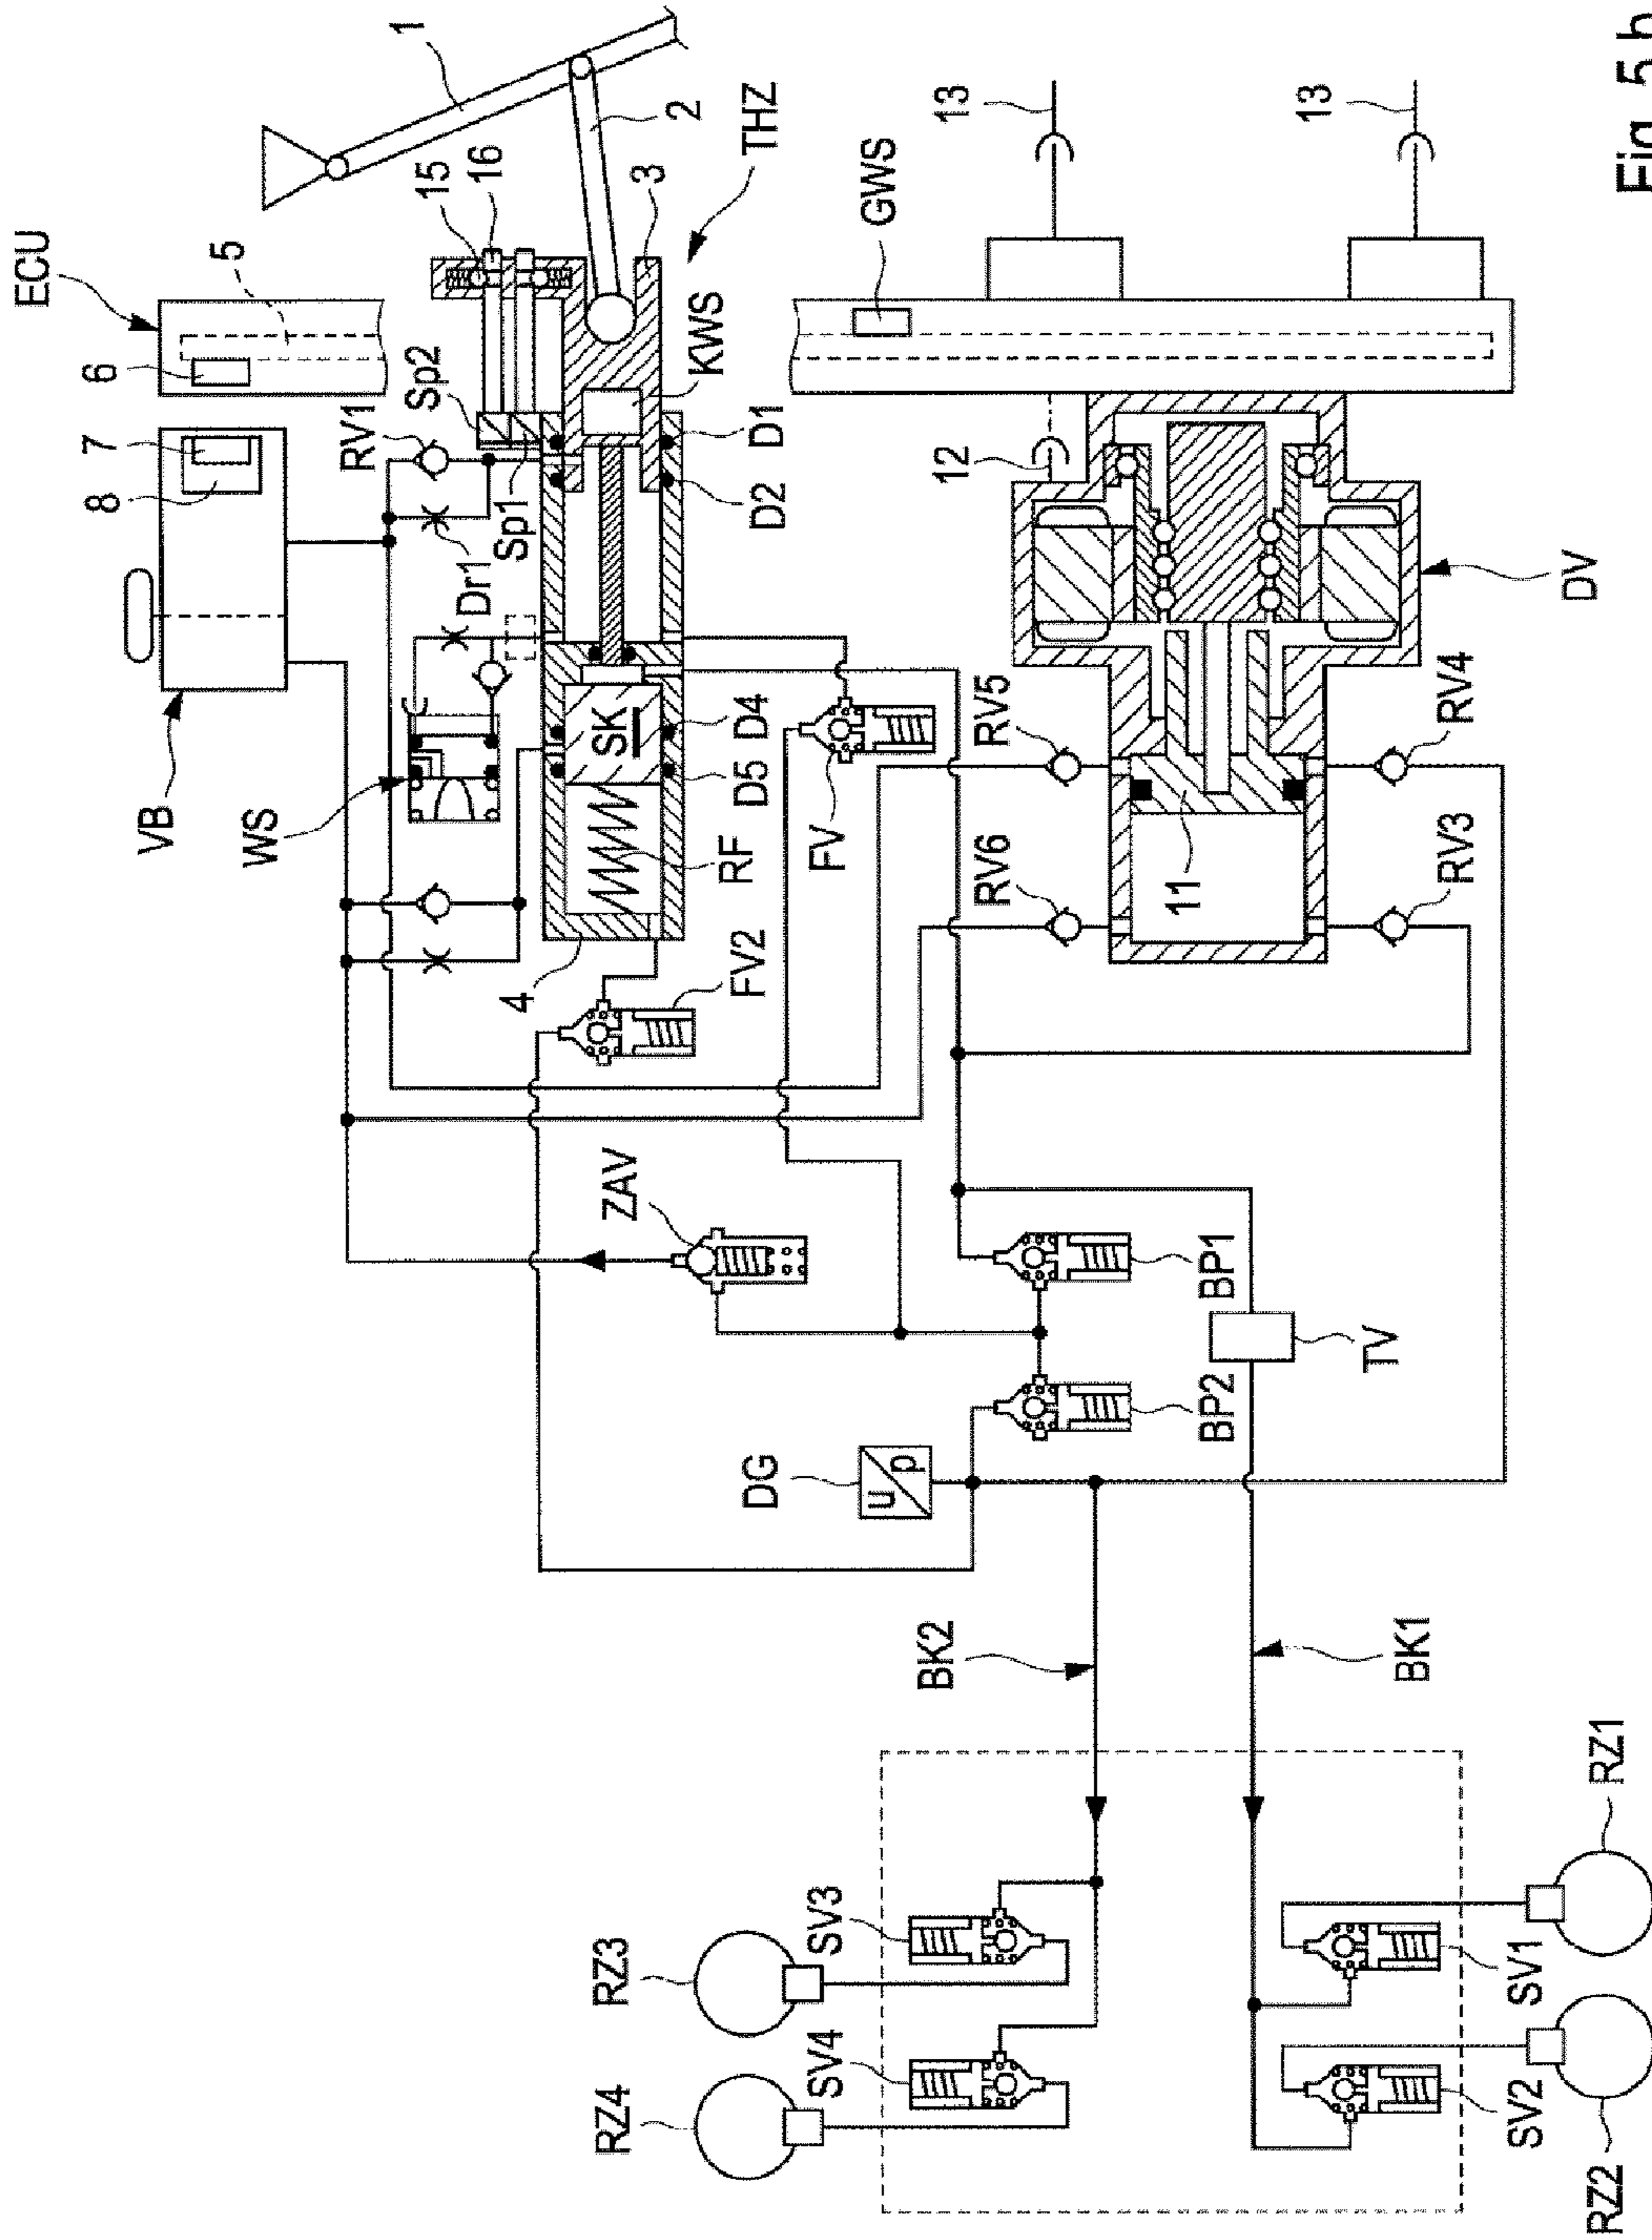 ECU
5
6
7
8
RV1
Sp2
15
16
1
2
3
THZ
KWS
D1
D2
Sp1
Dr1
VB
WS
SK
D4
D5
RF
4
FV2
FV
ZAV
GWS
13
13
12
DV
RV5
RV4
RV6
RV3
11
BP1
BP2
TV
DG
U
p
BK2
BK1
RZ3
RZ4
SV3
SV4
SV1
SV2
RZ1
RZ2
Fig. 5 b